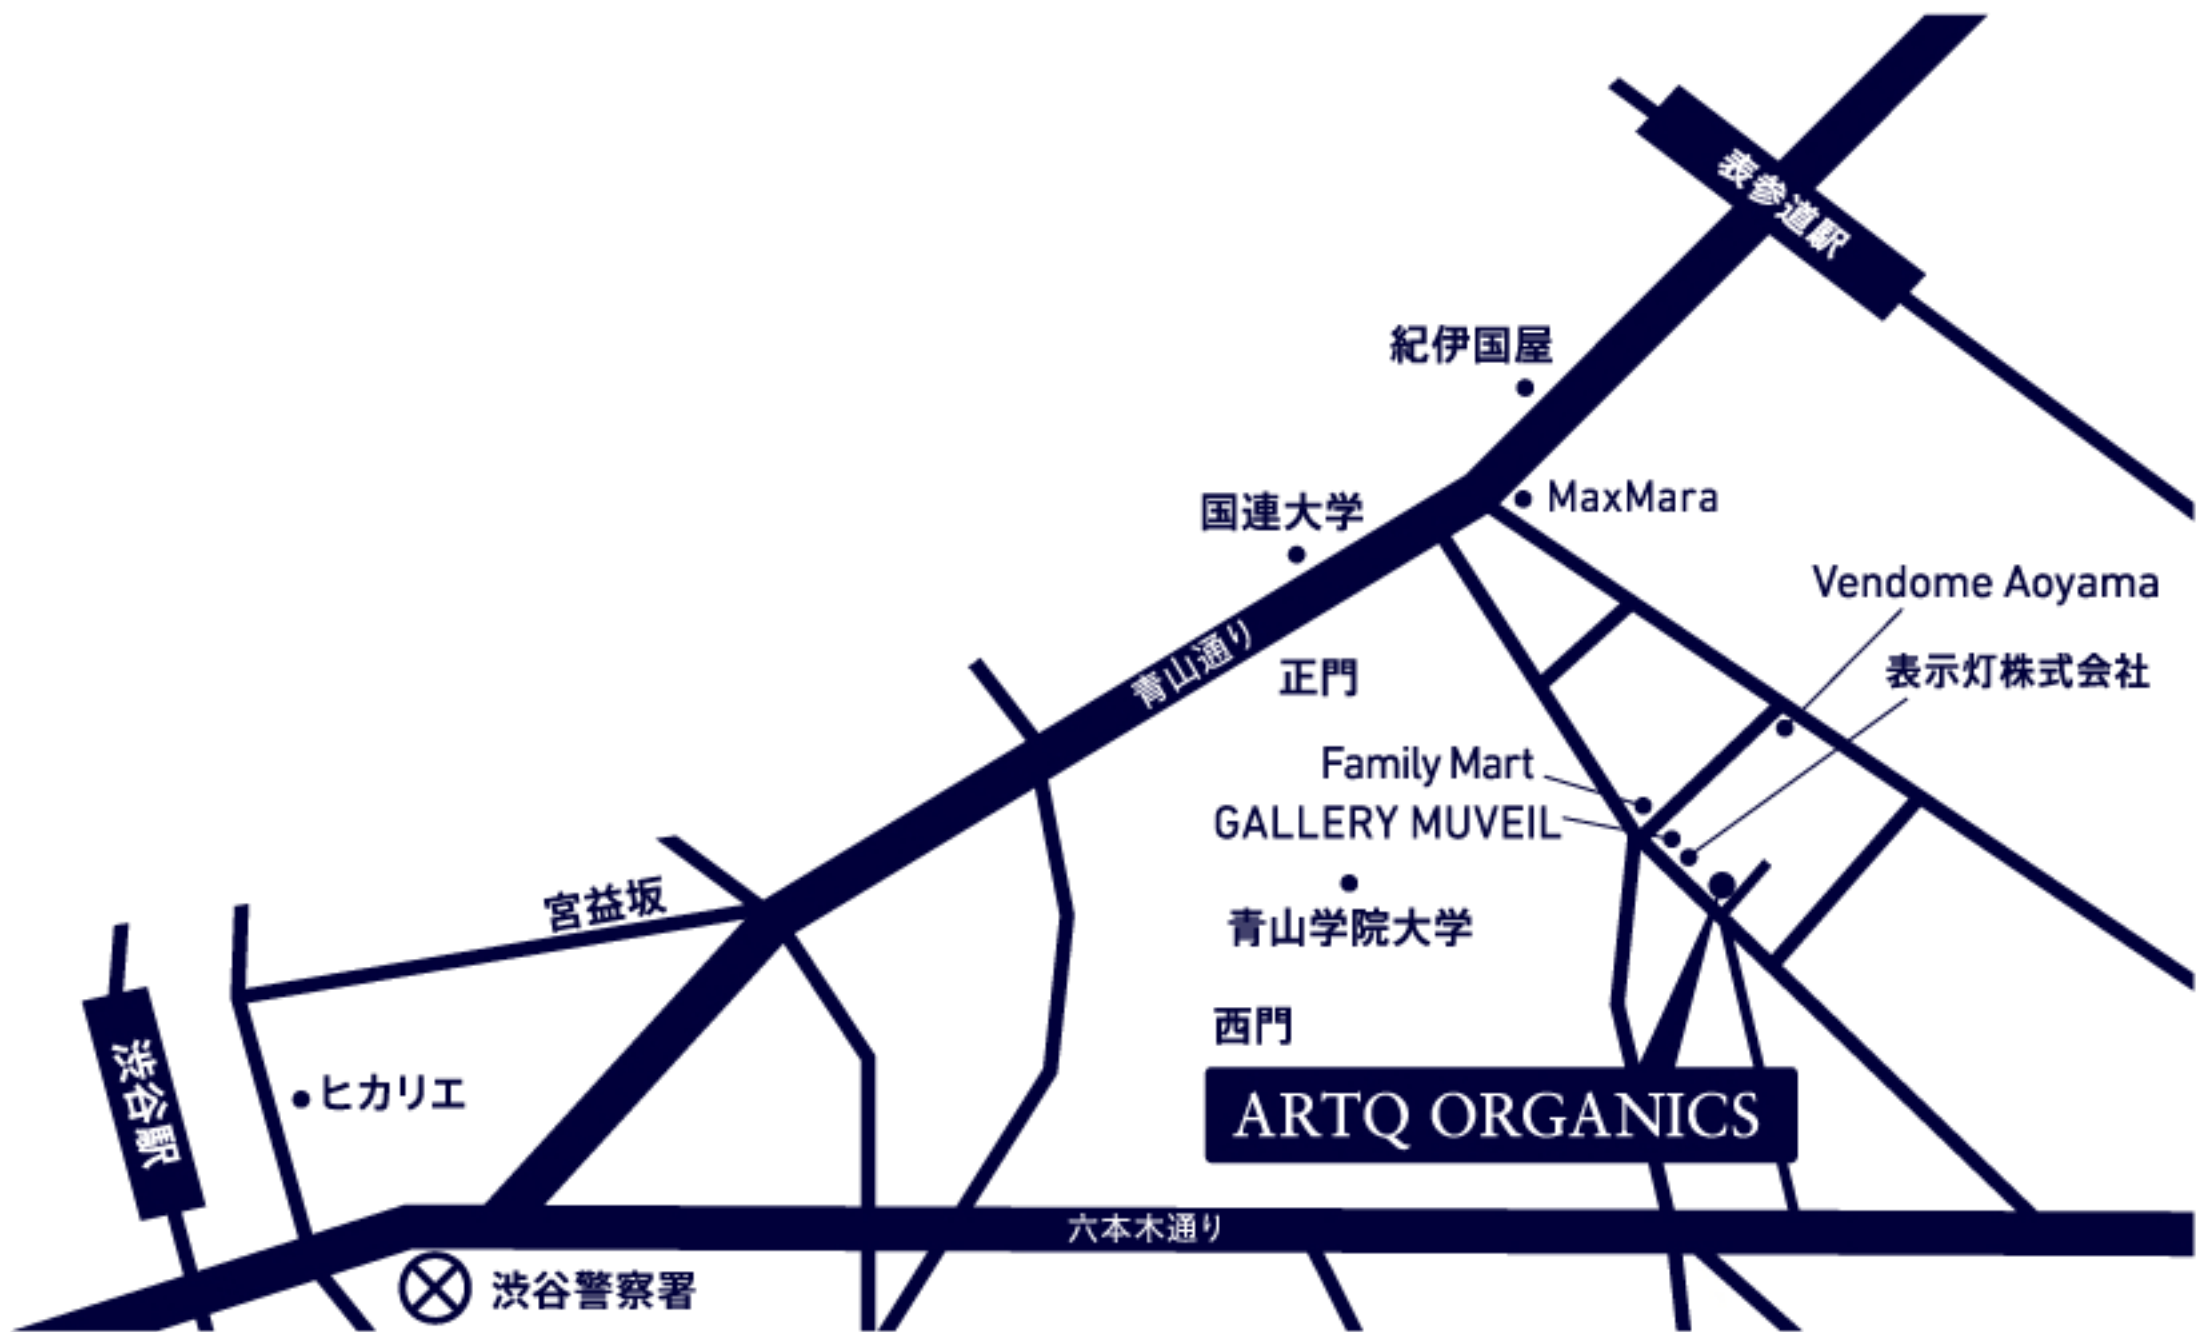 表参道駅
紀伊国屋
MaxMara
国連大学
Vendome Aoyama
青山通り
正門
表示灯株式会社
Family Mart
GALLERY MUVEIL
宮益坂
青山学院大学
西門
渋谷駅
ヒカリエ
ARTQ ORGANICS
六本木通り
渋谷警察署